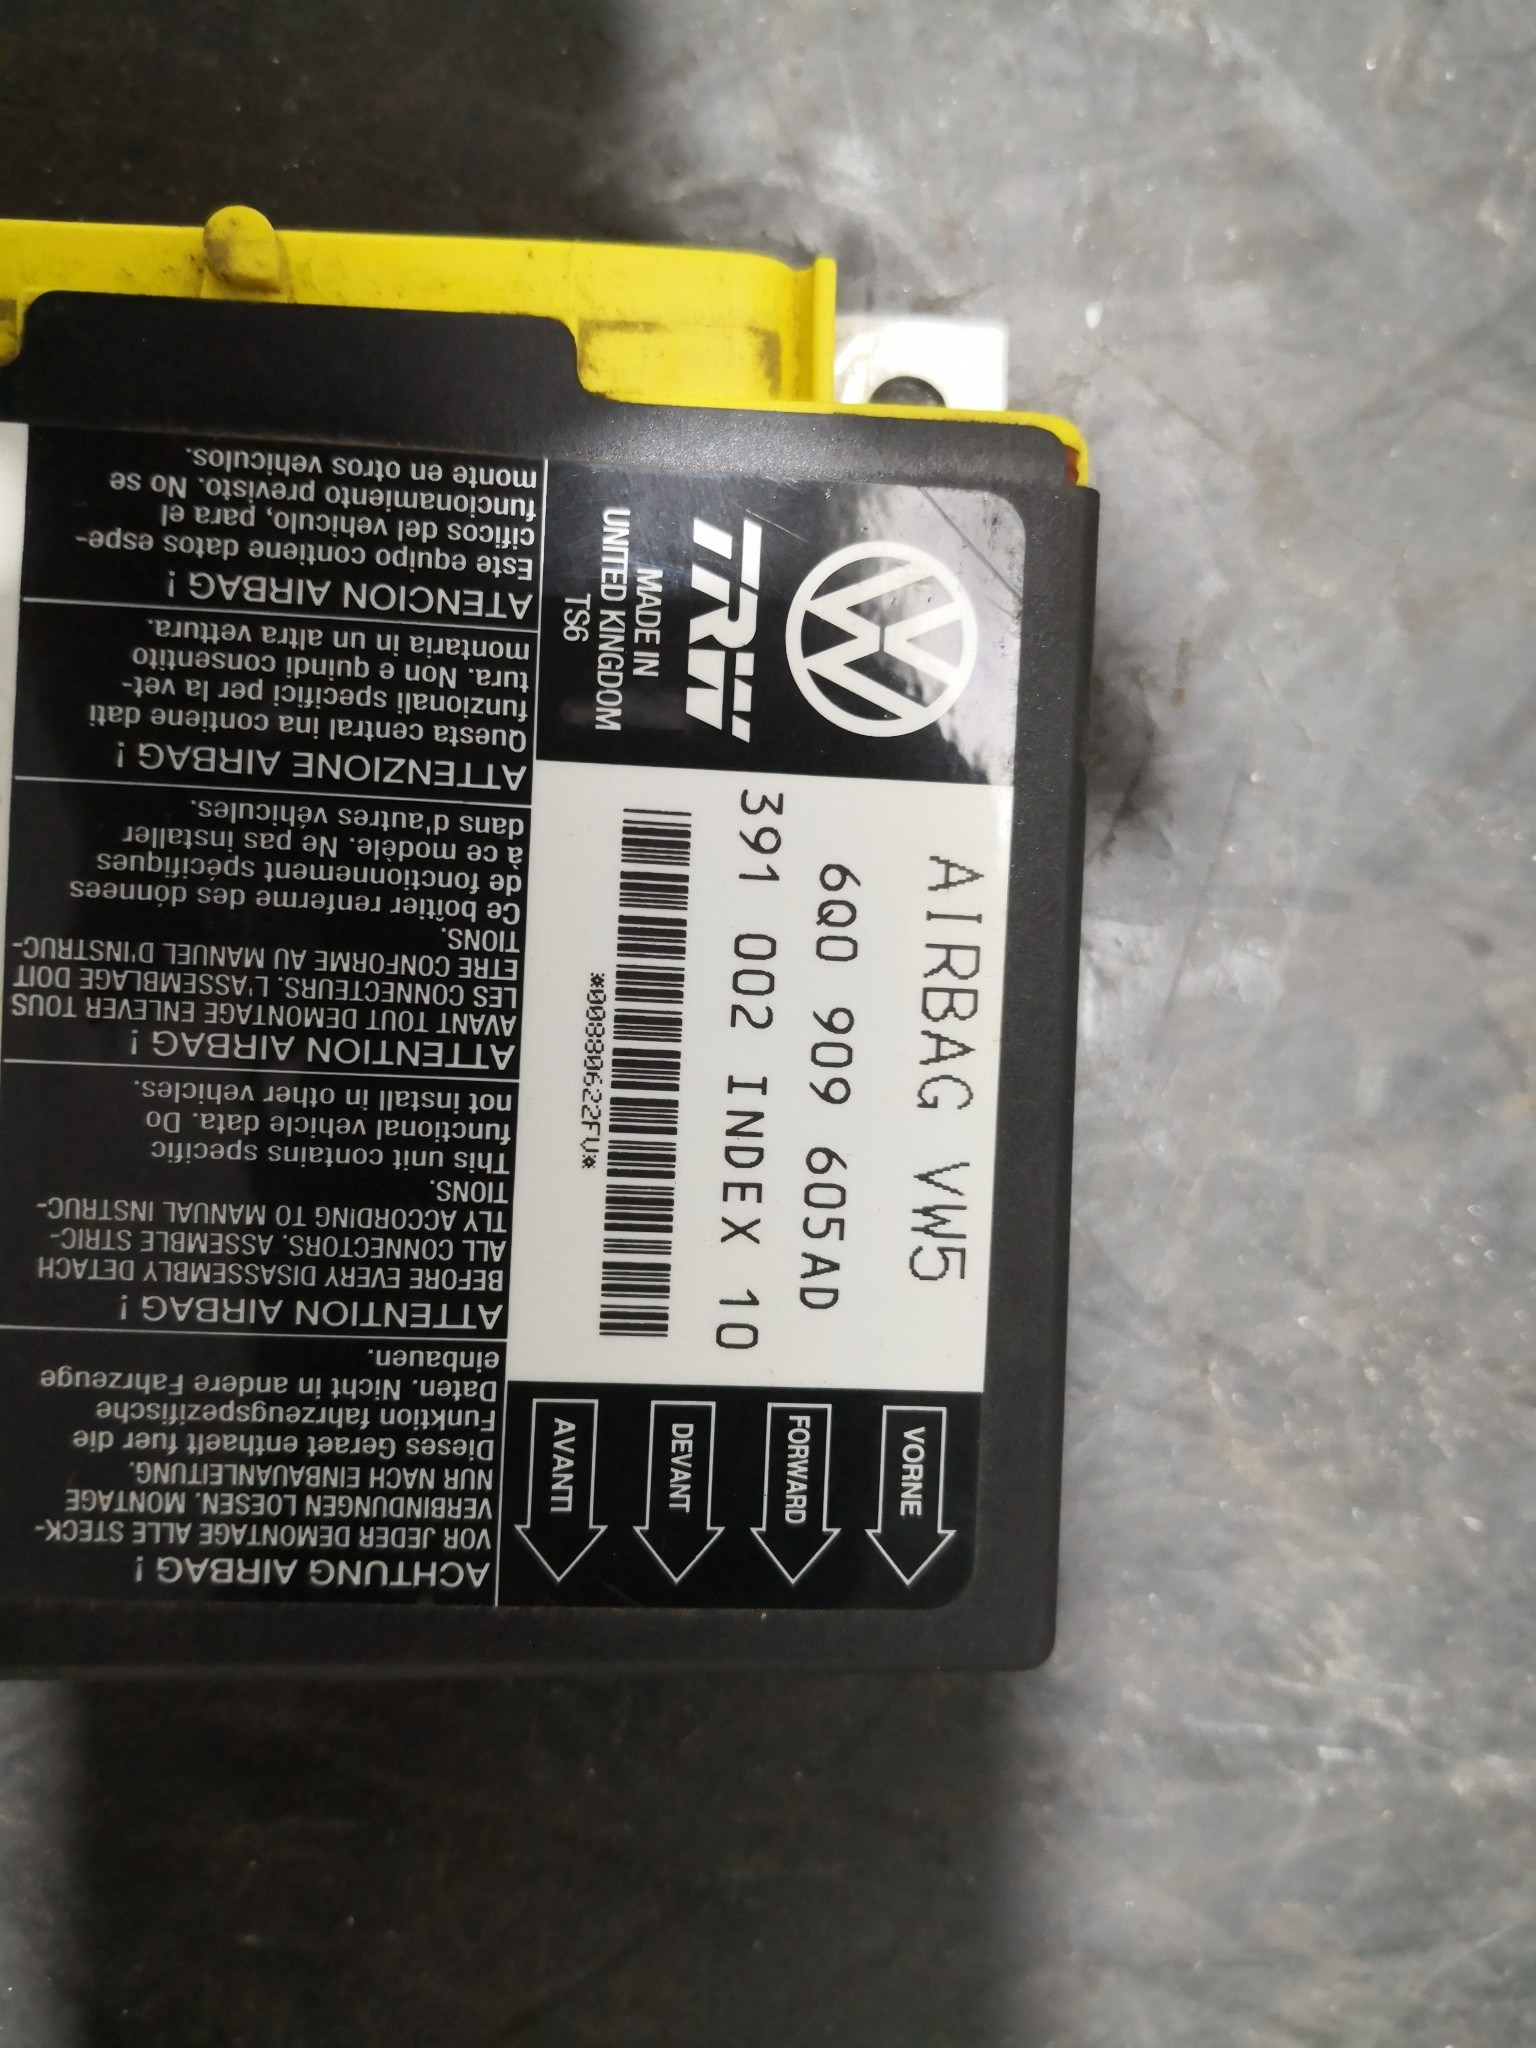 TRW
MADE IN
UNITED KINGDOM
TS6
AIRBAG VW5
6Q0 909 605AD
391 002 INDEX 10
*00880622FV*
VORNE
FORWARD
DEVANT
AVANTI
ACHTUNG AIRBAG !
VOR JEDER DEMONTAGE ALLE STECK-
VERBINDUNGEN LOESEN. MONTAGE
NUR NACH EINBAUANLEITUNG.
Dieses Geraet enthaelt fuer die
Funktion fahrzeugspezifische
Daten. Nicht in andere Fahrzeuge
einbauen.
ATTENTION AIRBAG !
BEFORE EVERY DISASSEMBLY DETACH
ALL CONNECTORS. ASSEMBLE STRIC-
TLY ACCORDING TO MANUAL INSTRUC-
TIONS.
This unit contains specific
functional vehicle data. Do
not install in other vehicles.
ATTENTION AIRBAG !
AVANT TOUT DEMONTAGE ENLEVER TOUS
LES CONNECTEURS. L'ASSEMBLAGE DOIT
ETRE CONFORME AU MANUEL D'INSTRUC-
TIONS.
Ce boîtier renferme des dónnees
de fonctionnement spécifiques
à ce modèle. Ne pas installer
dans d'autres véhicules.
ATTENZIONE AIRBAG !
Questa central ina contiene dati
funzionali specifici per la vet-
tura. Non e quindi consentito
montaria in un altra vettura.
ATENCION AIRBAG !
Este equipo contiene datos espe-
cificos del vehiculo, para el
funcionamiento previsto. No se
monte en otros vehiculos.